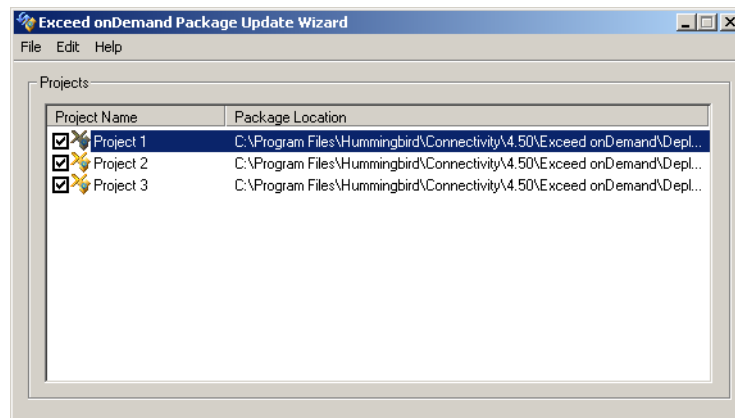 Exceed onDemand Package Update Wizard
File Edit Help
Projects
Project Name Package Location
Project 1 C:\Program Files\Hummingbird\Connectivity\4.50\Exceed onDemand\Depl...
Project 2 C:\Program Files\Hummingbird\Connectivity\4.50\Exceed onDemand\Depl...
Project 3 C:\Program Files\Hummingbird\Connectivity\4.50\Exceed onDemand\Depl...